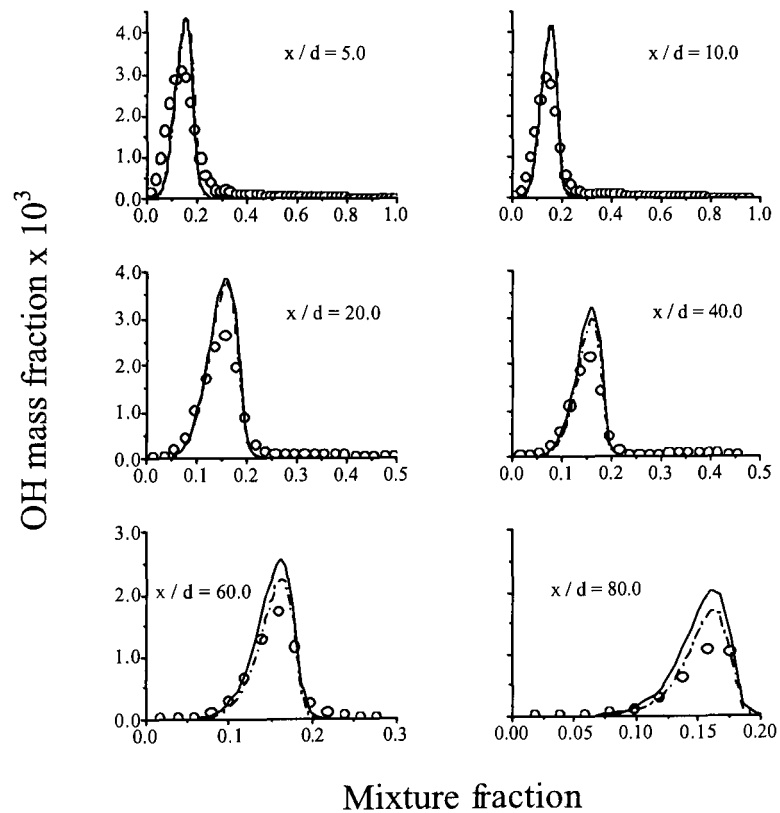 OH mass fraction x 10³
4.0
3.0
2.0
1.0
0.0
x / d = 5.0
0.0 0.2 0.4 0.6 0.8 1.0
x / d = 10.0
0.0 0.2 0.4 0.6 0.8 1.0
4.0
3.0
2.0
1.0
0.0
x / d = 20.0
0.0 0.1 0.2 0.3 0.4 0.5
x / d = 40.0
0.0 0.1 0.2 0.3 0.4 0.5
3.0
2.0
1.0
0.0
x / d = 60.0
0.0 0.1 0.2 0.3
x / d = 80.0
0.00 0.05 0.10 0.15 0.20
Mixture fraction